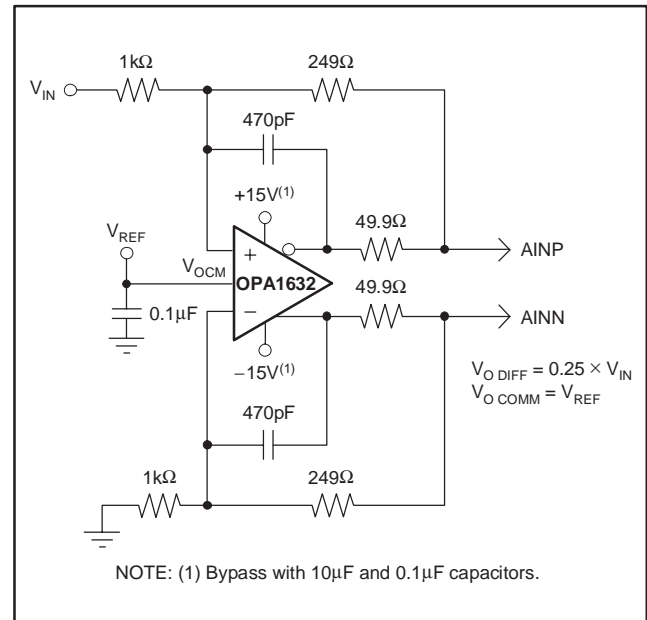 1kΩ
249Ω
V_IN
470pF
+15V(1)
V_REF
49.9Ω
AINP
+
V_OCM
OPA1632
49.9Ω
0.1μF
−
AINN
−15V(1)
V_O DIFF = 0.25 × V_IN
V_O COMM = V_REF
470pF
1kΩ
249Ω
NOTE: (1) Bypass with 10μF and 0.1μF capacitors.